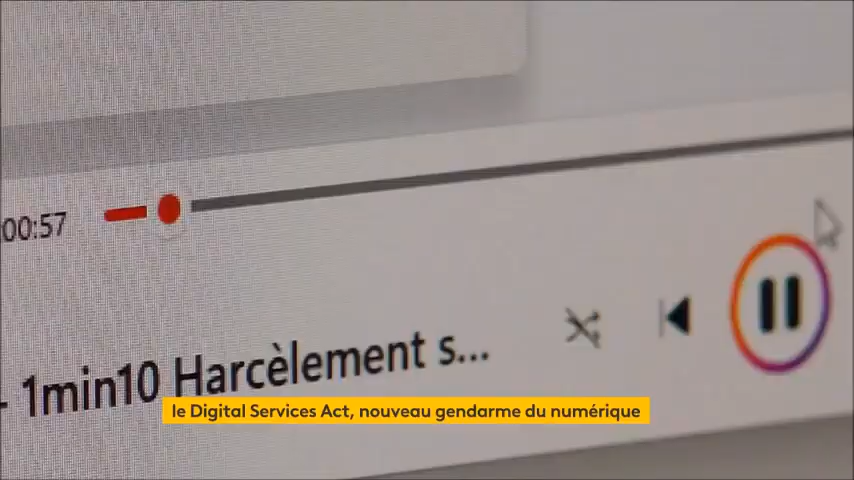 00:57
- 1min10 Harcèlement s...
le Digital Services Act, nouveau gendarme du numérique